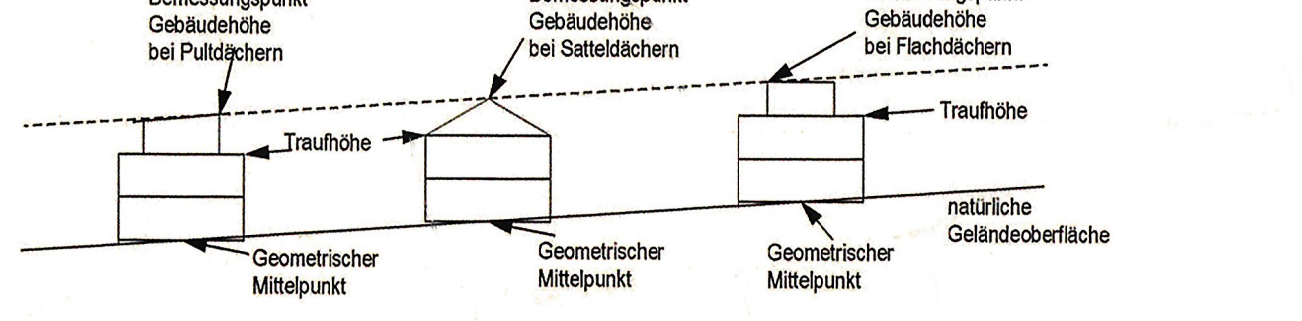 Gebäudehöhe
bei Pultdächern
Gebäudehöhe
bei Satteldächern
Gebäudehöhe
bei Flachdächern
Traufhöhe
Traufhöhe
Geometrischer
Mittelpunkt
Geometrischer
Mittelpunkt
Geometrischer
Mittelpunkt
natürliche
Geländeoberfläche